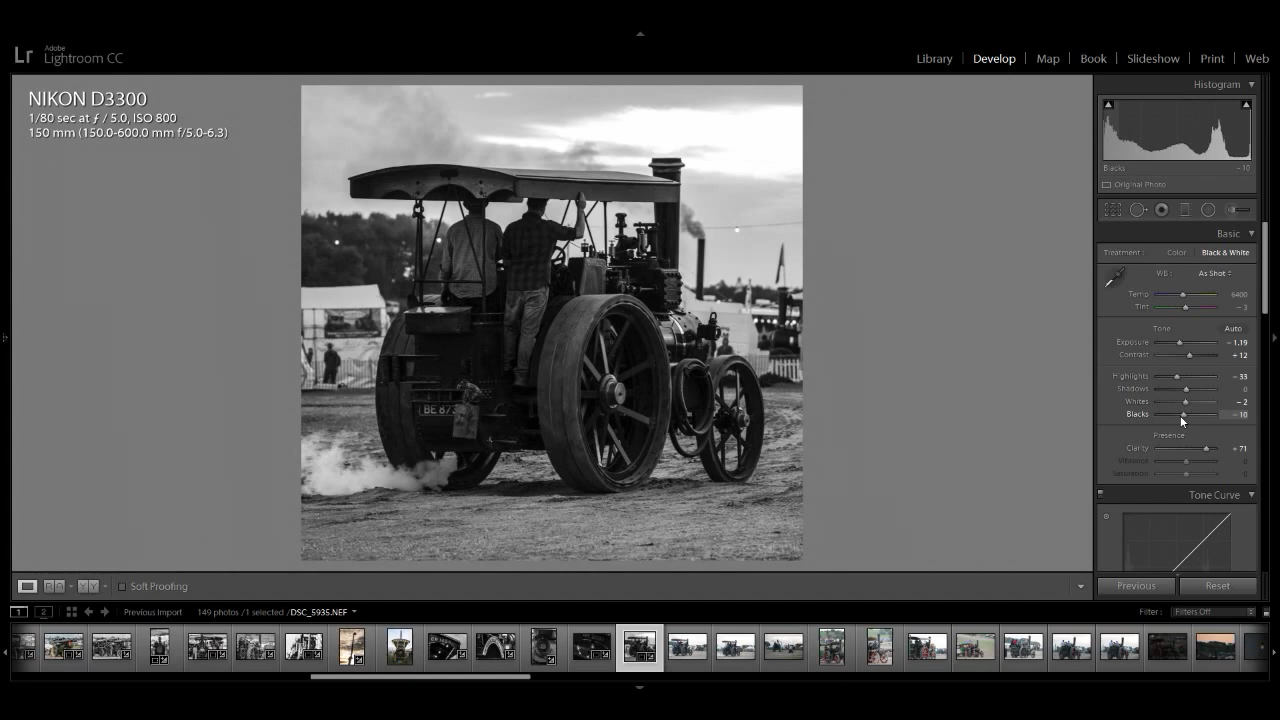 Lr Adobe
Lightroom CC
Library Develop Map Book Slideshow Print Web
NIKON D3300
1/80 sec at ƒ / 5.0, ISO 800
150 mm (150.0-600.0 mm f/5.0-6.3)
Histogram
Blacks – 10
Original Photo
Basic
Treatment : Color Black & White
WB : As Shot
Temp 6400
Tint – 3
Tone Auto
Exposure – 1.19
Contrast + 12
Highlights – 33
Shadows 0
Whites – 2
Blacks – 10
Presence
Clarity + 71
Vibrance 0
Saturation 0
Tone Curve
BE 873
Soft Proofing
Previous Reset
1 2 Previous Import 149 photos / 1 selected / DSC_5935.NEF Filter : Filters Off